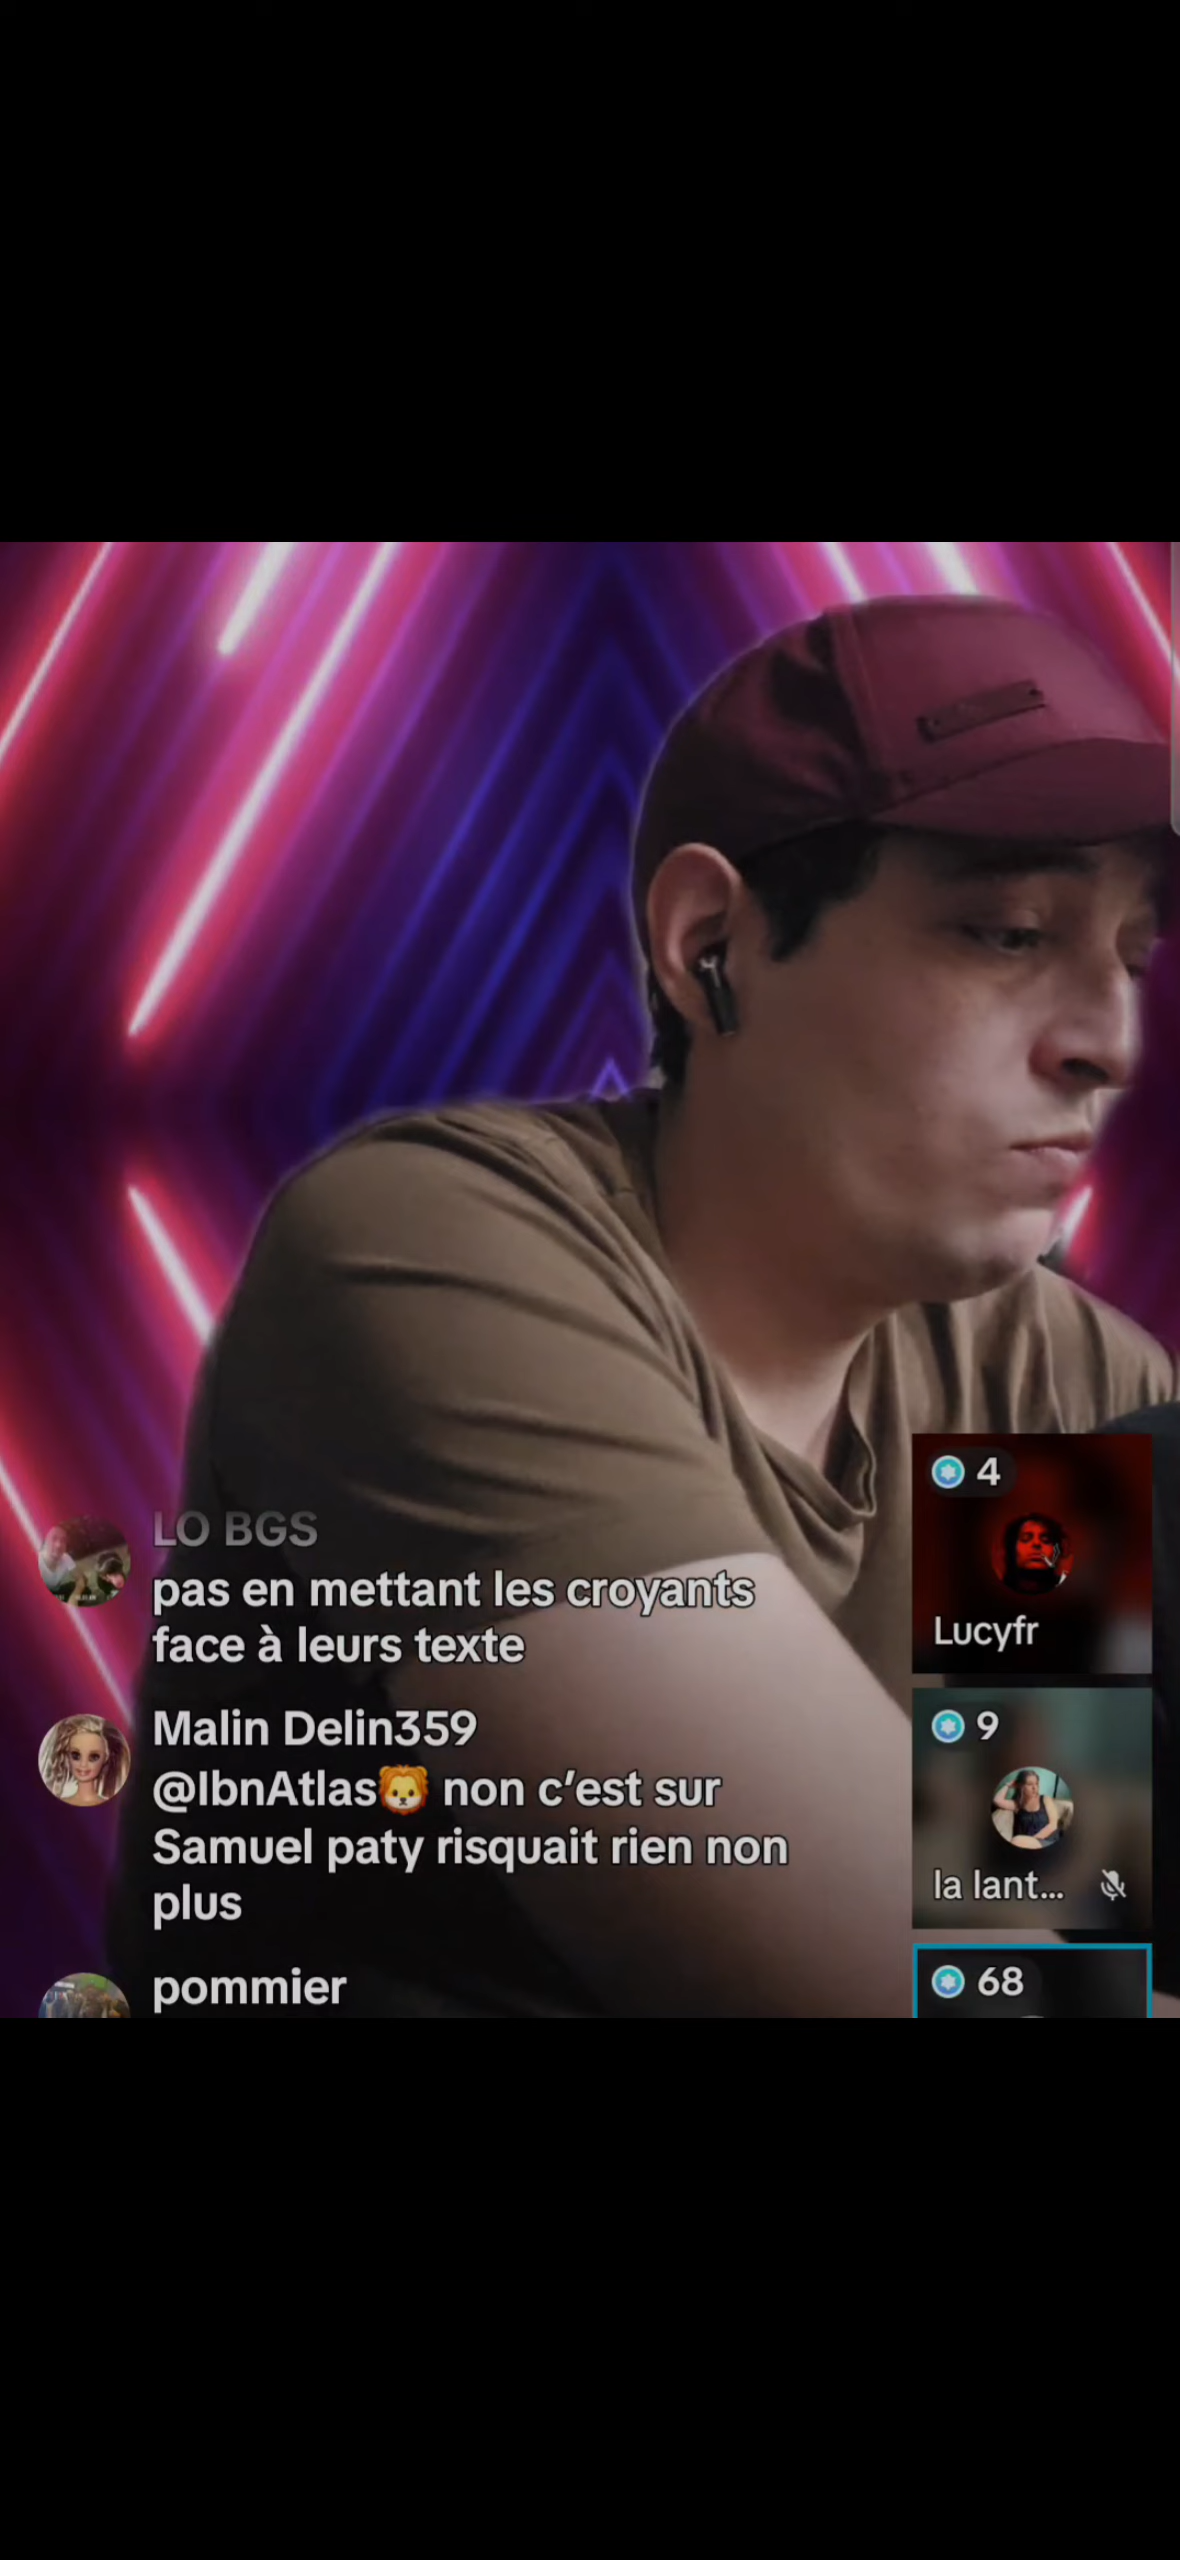 LO BGS
pas en mettant les croyants
face à leurs texte
Malin Delin359
@IbnAtlas🦁 non c’est sur
Samuel paty risquait rien non
plus
pommier
4
Lucyfr
9
la lant...
68